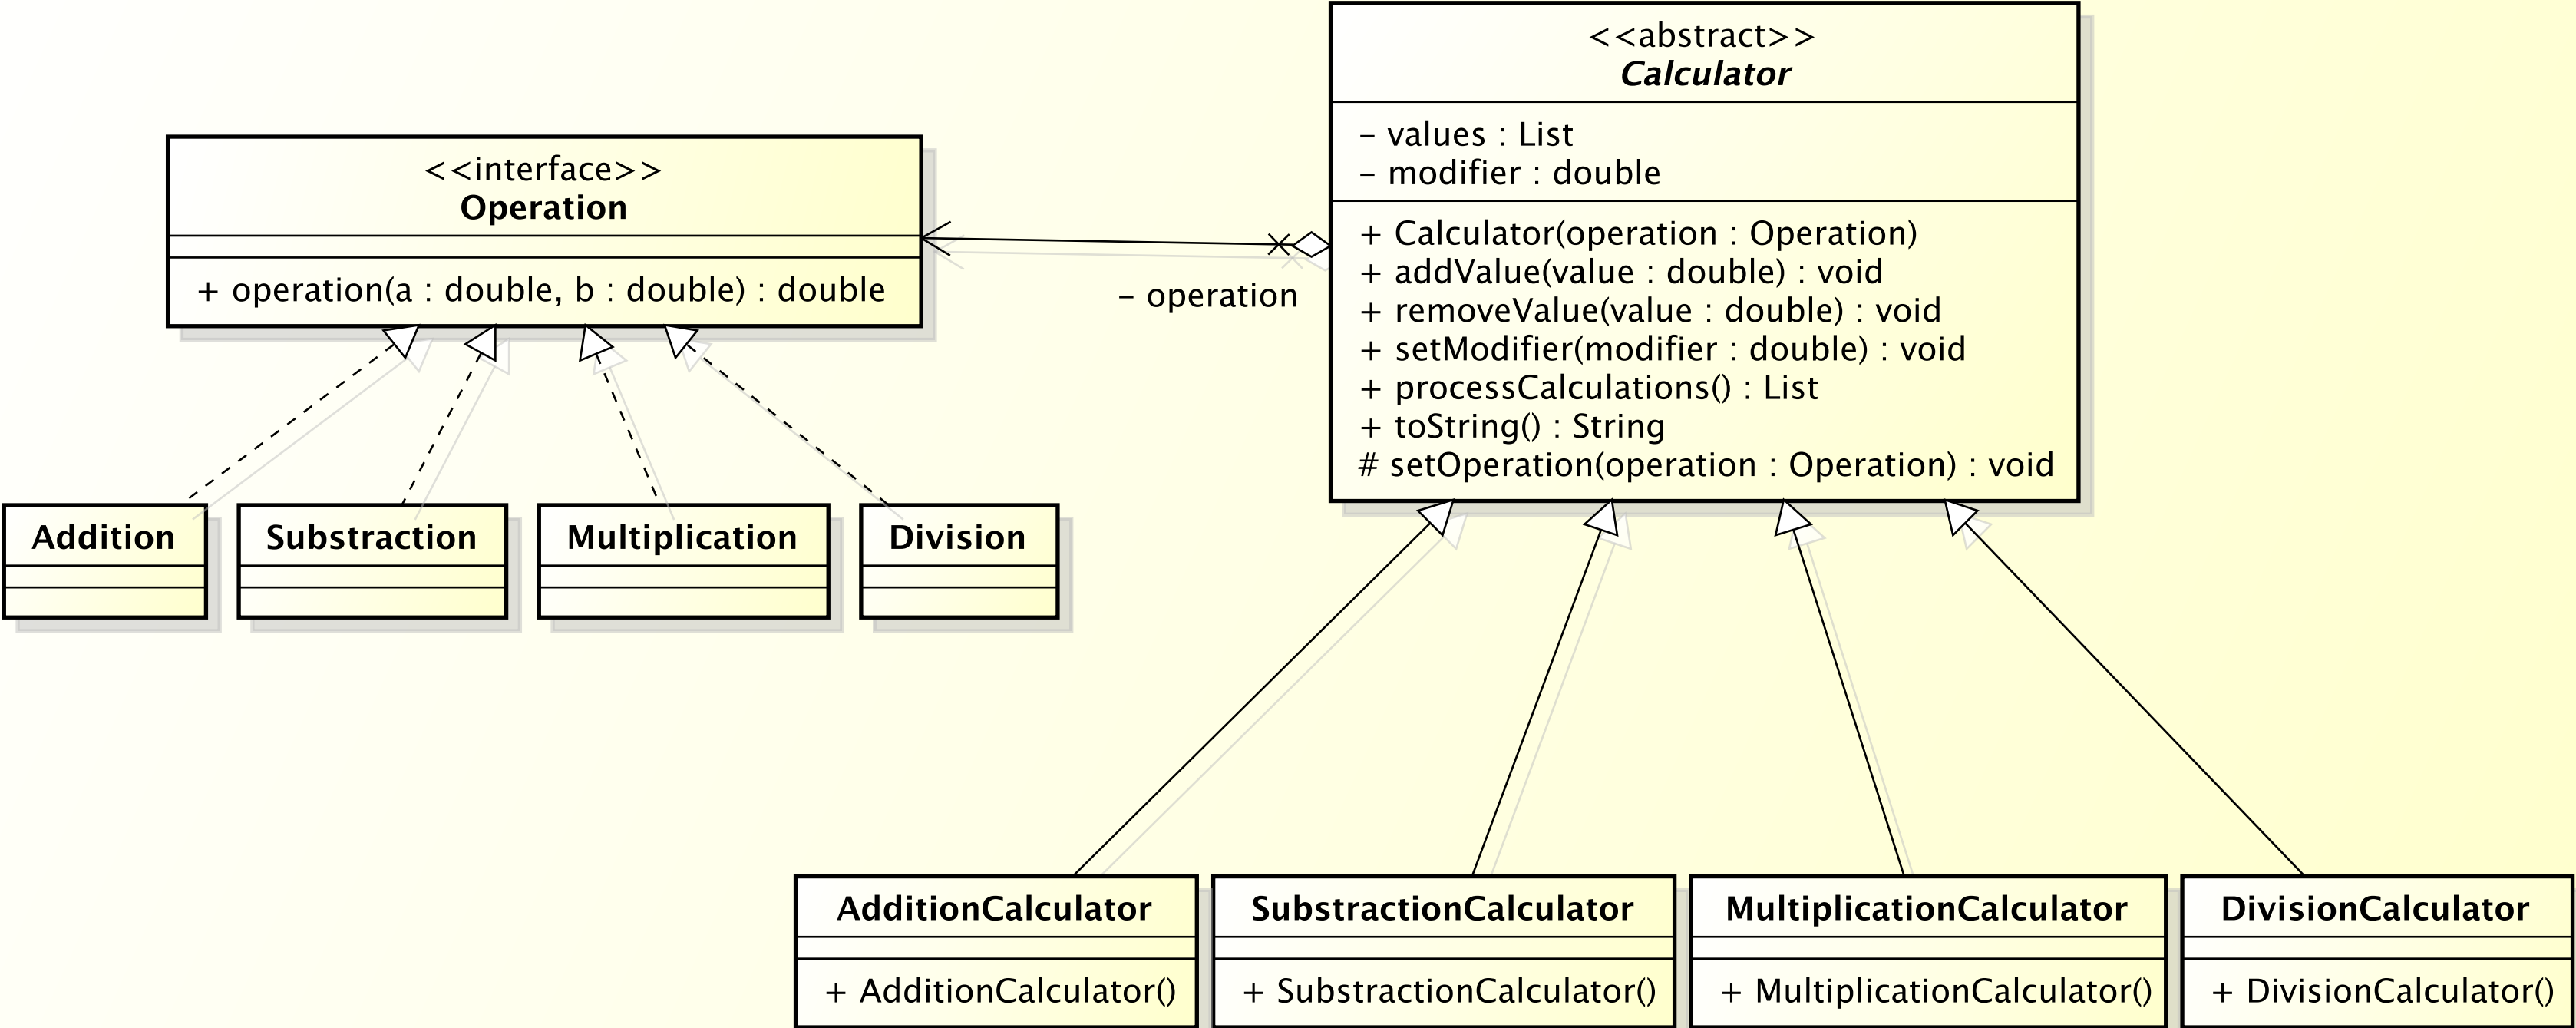 <<interface>>
Operation
+ operation(a : double, b : double) : double
- operation
<<abstract>>
Calculator
- values : List
- modifier : double
+ Calculator(operation : Operation)
+ addValue(value : double) : void
+ removeValue(value : double) : void
+ setModifier(modifier : double) : void
+ processCalculations() : List
+ toString() : String
# setOperation(operation : Operation) : void
Addition
Substraction
Multiplication
Division
AdditionCalculator
+ AdditionCalculator()
SubstractionCalculator
+ SubstractionCalculator()
MultiplicationCalculator
+ MultiplicationCalculator()
DivisionCalculator
+ DivisionCalculator()